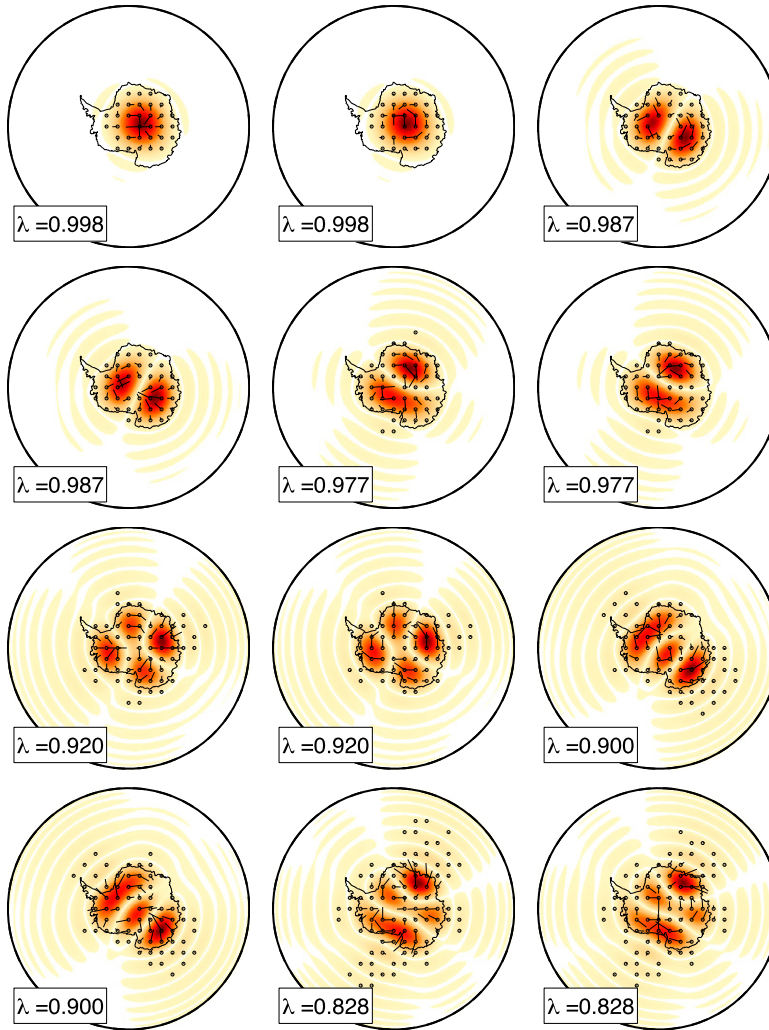 λ =0.998
λ =0.998
λ =0.987
λ =0.987
λ =0.977
λ =0.977
λ =0.920
λ =0.920
λ =0.900
λ =0.900
λ =0.828
λ =0.828